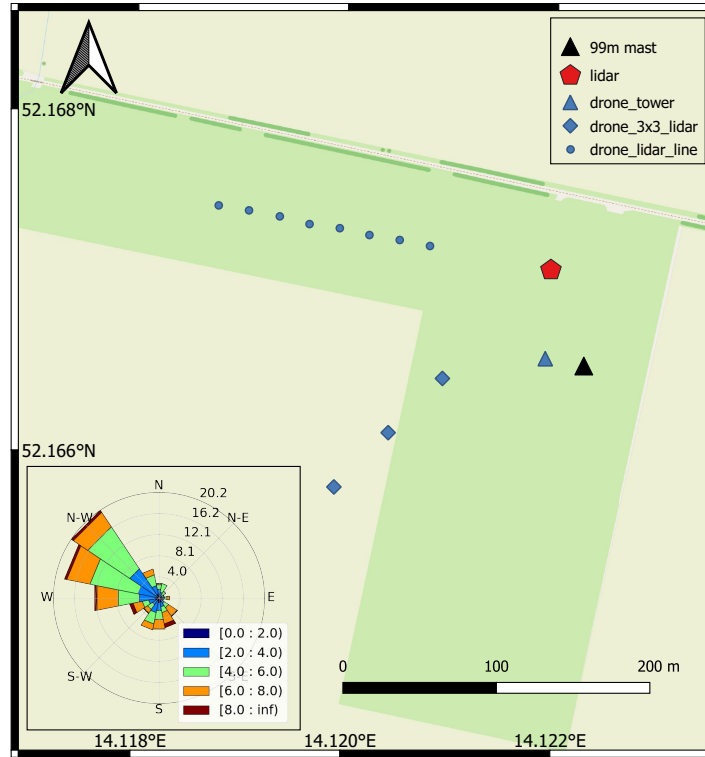 99m mast
lidar
drone_tower
drone_3x3_lidar
drone_lidar_line
52.168°N
52.166°N
N
20.2
16.2
N-W
N-E
12.1
8.1
4.0
W
E
[0.0 : 2.0)
[2.0 : 4.0)
[4.0 : 6.0)
S-W
[6.0 : 8.0)
S
[8.0 : inf)
0
100
200 m
14.118°E
14.120°E
14.122°E